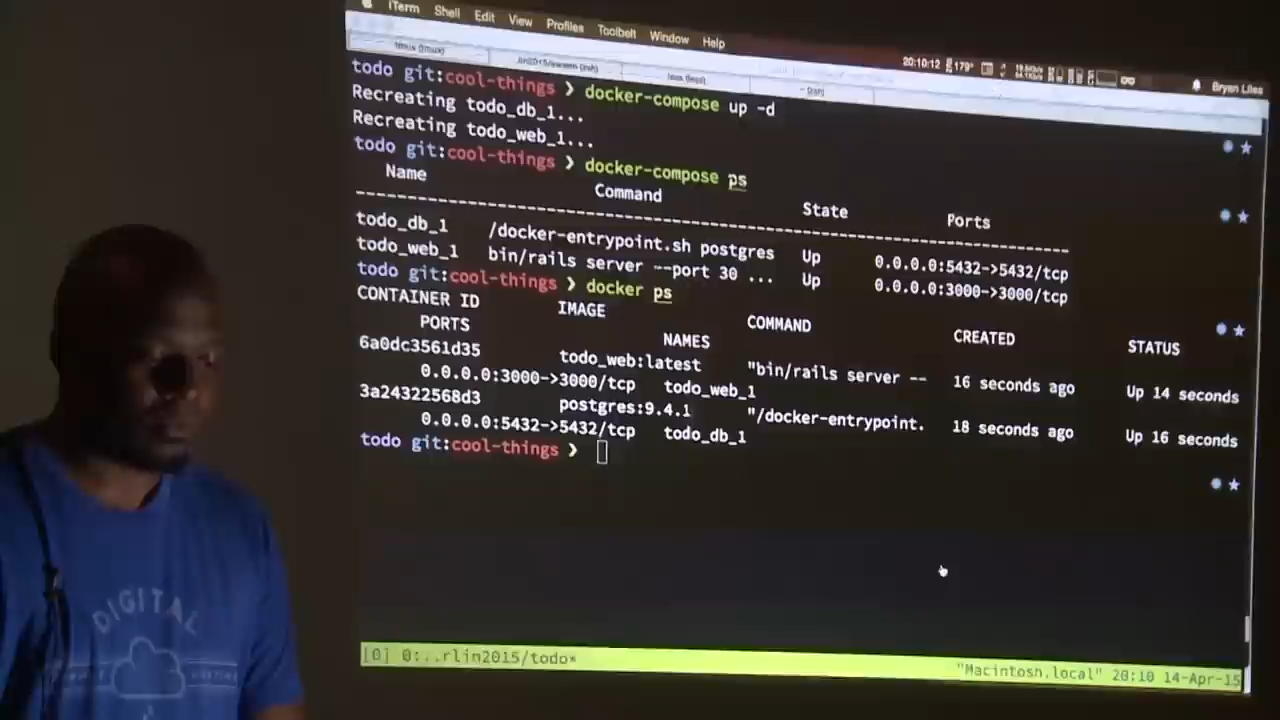 iTerm Shell Edit View Profiles Toolbelt Window Help
20:10:12 179° Bryan Liles
todo git:cool-things ❯ docker-compose up -d
Recreating todo_db_1...
Recreating todo_web_1...
todo git:cool-things ❯ docker-compose ps
Name Command State Ports
--------------------------------------------------------------------------------
todo_db_1 /docker-entrypoint.sh postgres Up 0.0.0.0:5432->5432/tcp
todo_web_1 bin/rails server --port 30 ... Up 0.0.0.0:3000->3000/tcp
todo git:cool-things ❯ docker ps
CONTAINER ID IMAGE COMMAND CREATED STATUS
PORTS NAMES
6a0dc3561d35 todo_web:latest "bin/rails server -- 16 seconds ago Up 14 seconds
0.0.0.0:3000->3000/tcp todo_web_1
3a24322568d3 postgres:9.4.1 "/docker-entrypoint. 18 seconds ago Up 16 seconds
0.0.0.0:5432->5432/tcp todo_db_1
todo git:cool-things ❯
[0] 0:..rlin2015/todo* "Macintosh.local" 20:10 14-Apr-15
DIGITAL